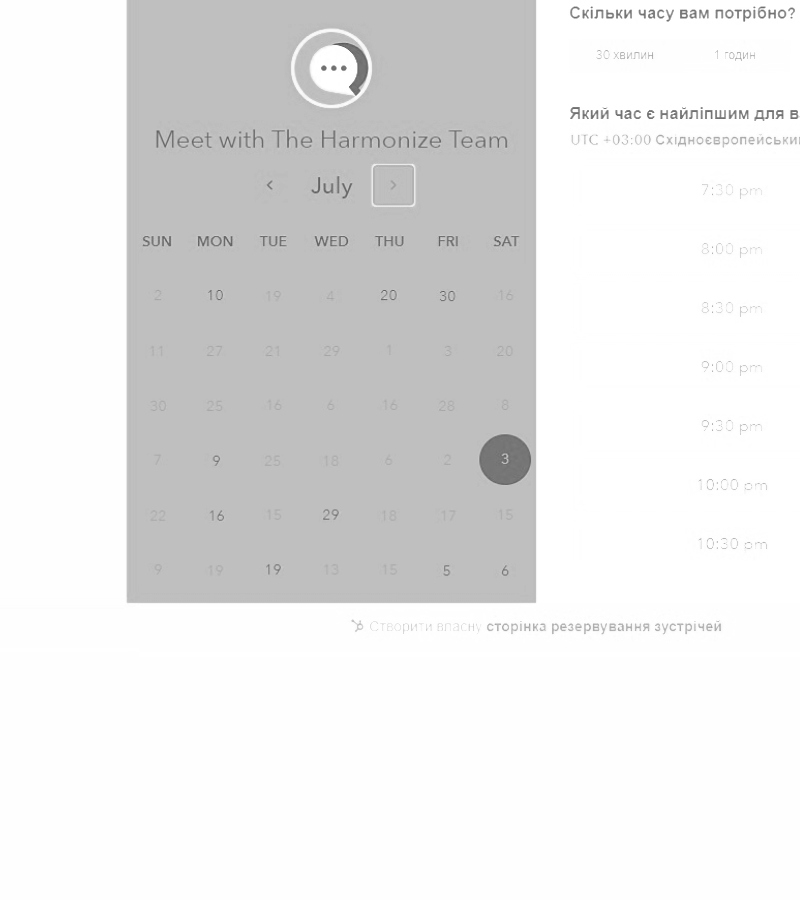 Meet with The Harmonize Team
July
SUN MON TUE WED THU FRI SAT
2 10 19 4 20 30 16
11 27 21 29 1 3 20
30 25 16 6 16 28 8
7 9 25 18 6 2 3
22 16 15 29 18 17 15
9 19 19 13 15 5 6
Скільки часу вам потрібно?
30 хвилин 1 годин
Який час є найліпшим для
UTC +03:00
7:30 pm
8:00 pm
8:30 pm
9:00 pm
9:30 pm
10:00 pm
10:30 pm
Створити власну сторінка резервування зустрічей